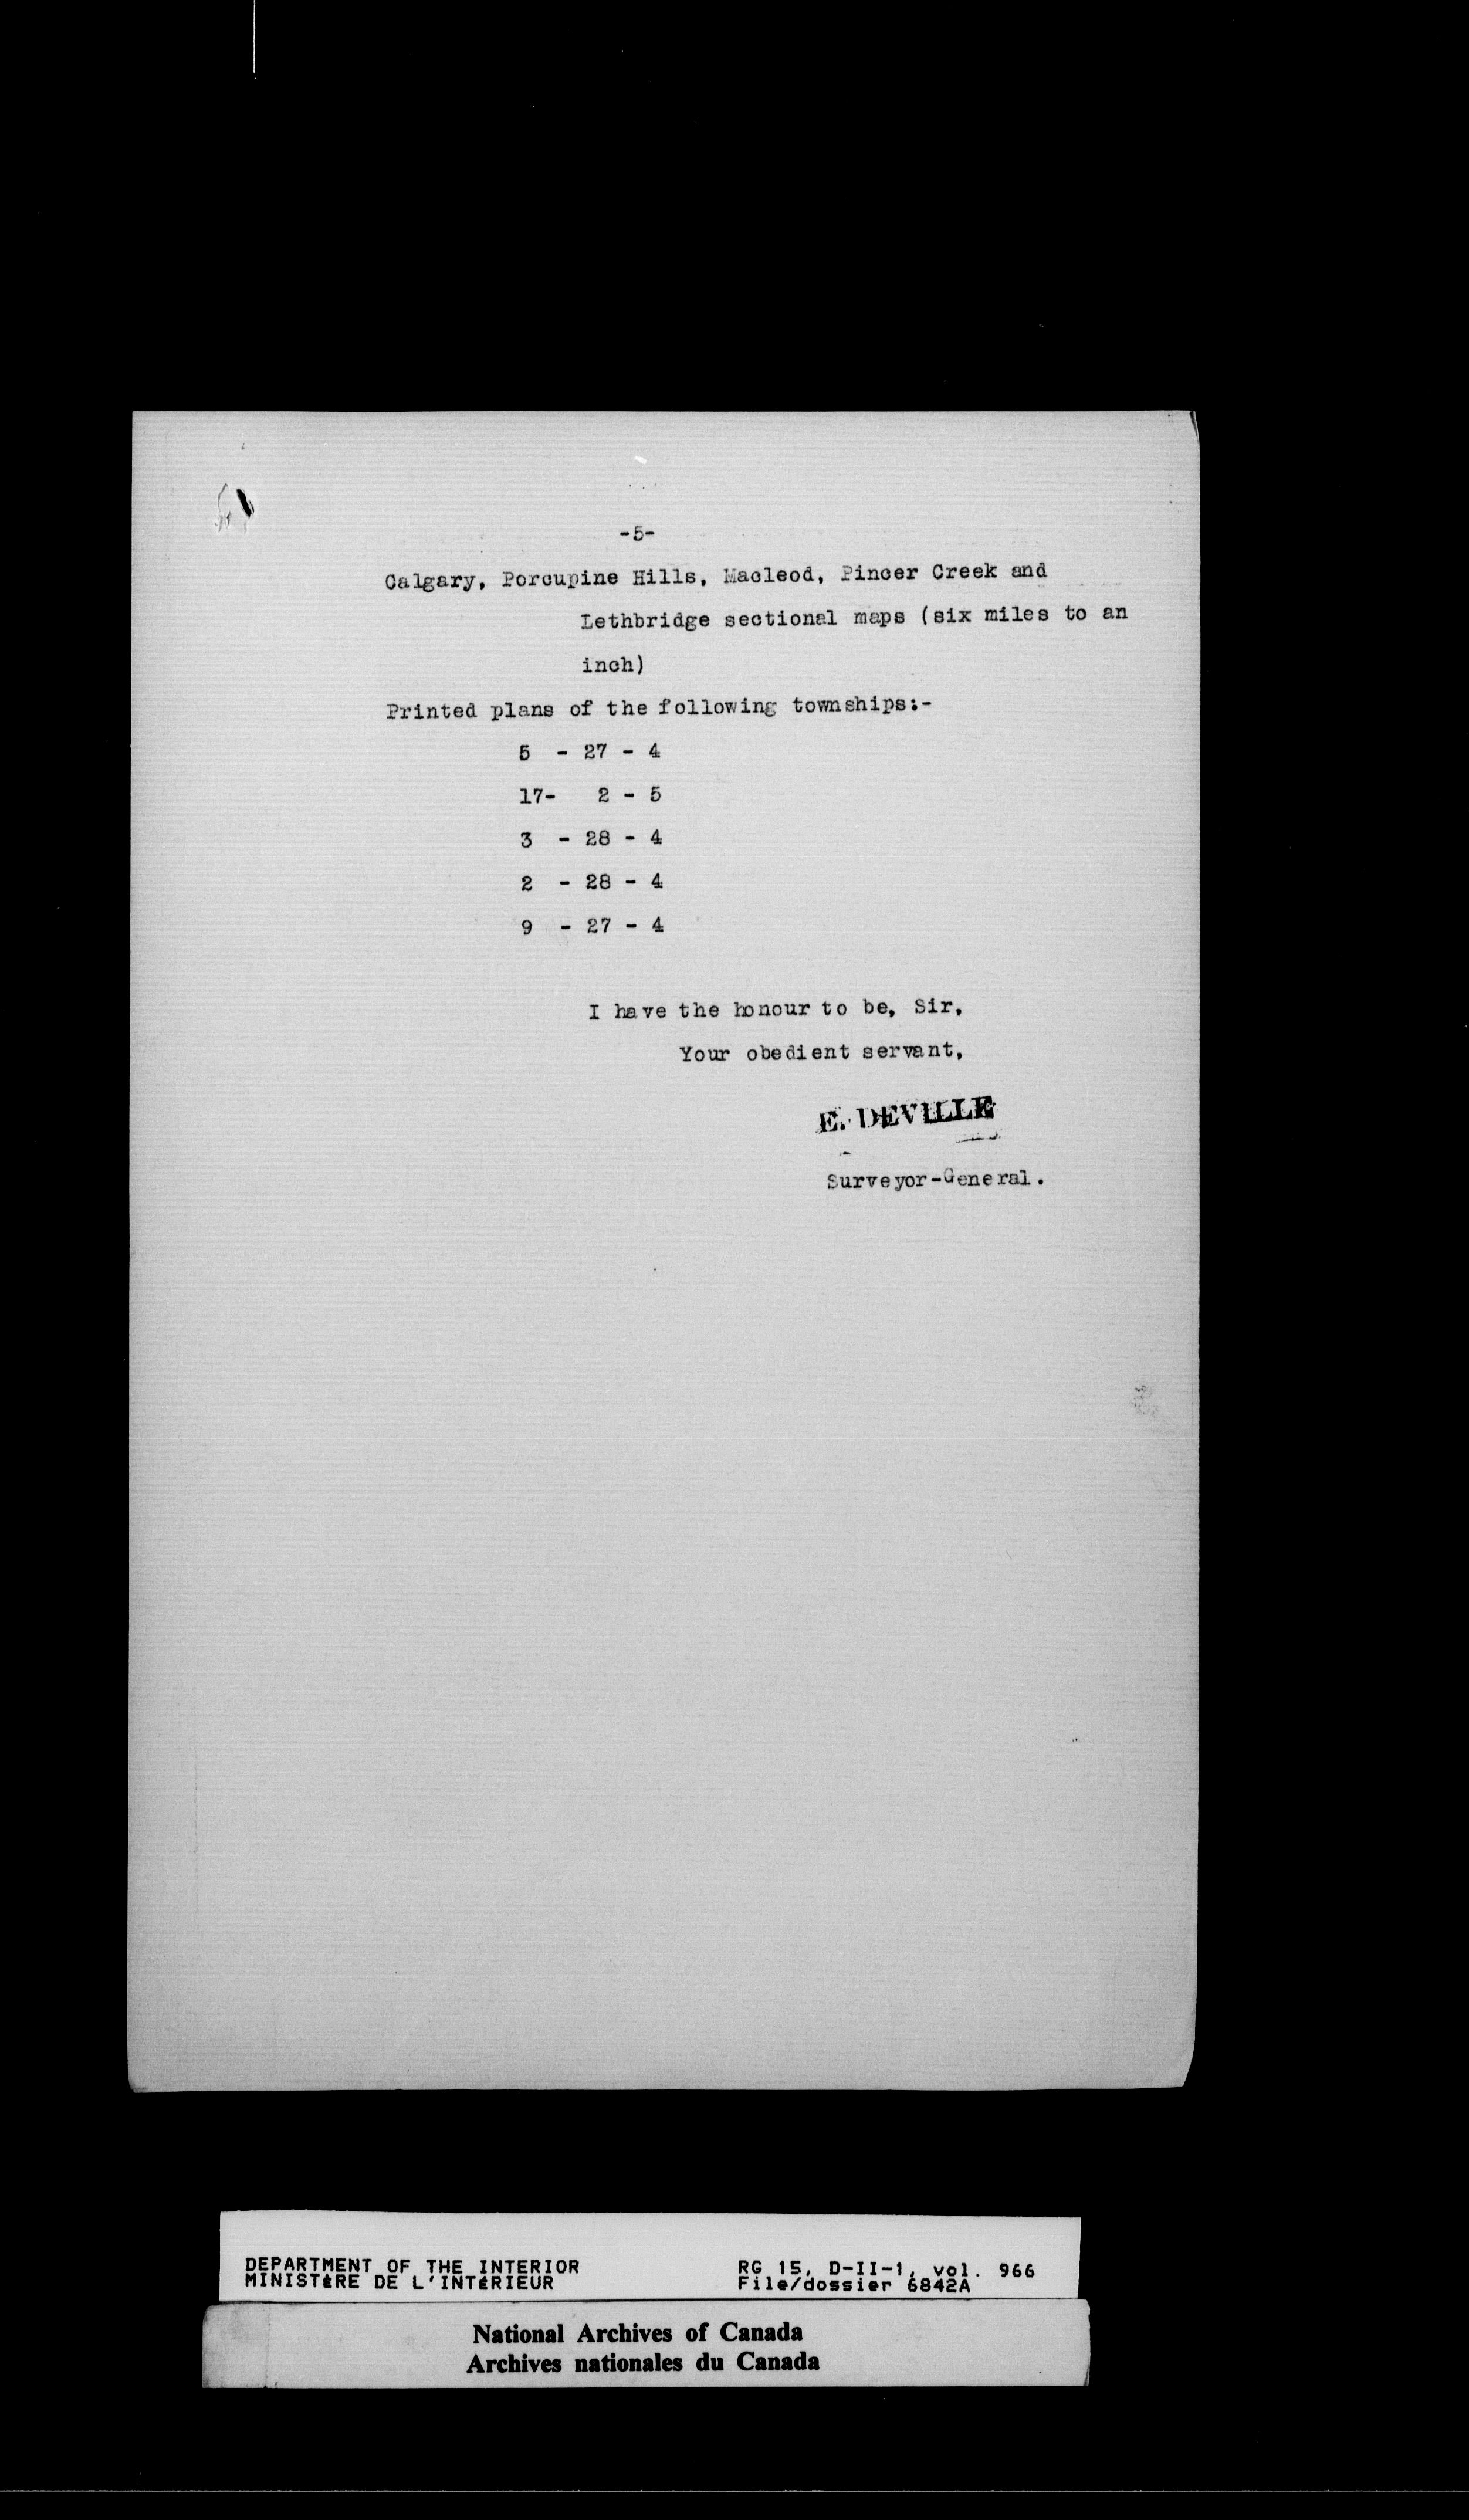 -5-
Calgary, Porcupine Hills, Macleod, Pincer Creek and
Lethbridge sectional maps (six miles to an
inch)
Printed plans of the following townships:-
5 - 27 - 4
17- 2 - 5
3 - 28 - 4
2 - 28 - 4
9 - 27 - 4
I have the honour to be, Sir,
Your obedient servant,
E. DEVILLE
Surveyor-General.
DEPARTMENT OF THE INTERIOR
MINISTÈRE DE L'INTÉRIEUR
RG 15, D-II-1, vol. 966
File/dossier 6842A
National Archives of Canada
Archives nationales du Canada